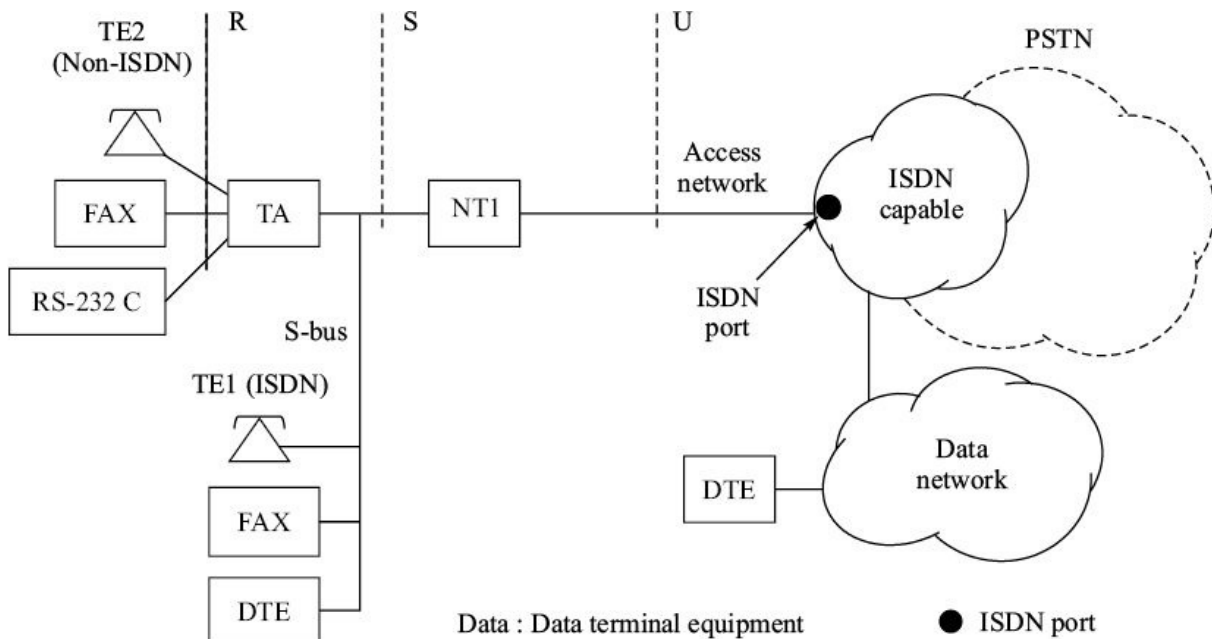 TE2
(Non-ISDN)
R
S
U
PSTN
FAX
TA
NT1
Access
network
ISDN
capable
RS-232 C
S-bus
ISDN
port
TE1 (ISDN)
FAX
DTE
DTE
Data
network
Data : Data terminal equipment
ISDN port